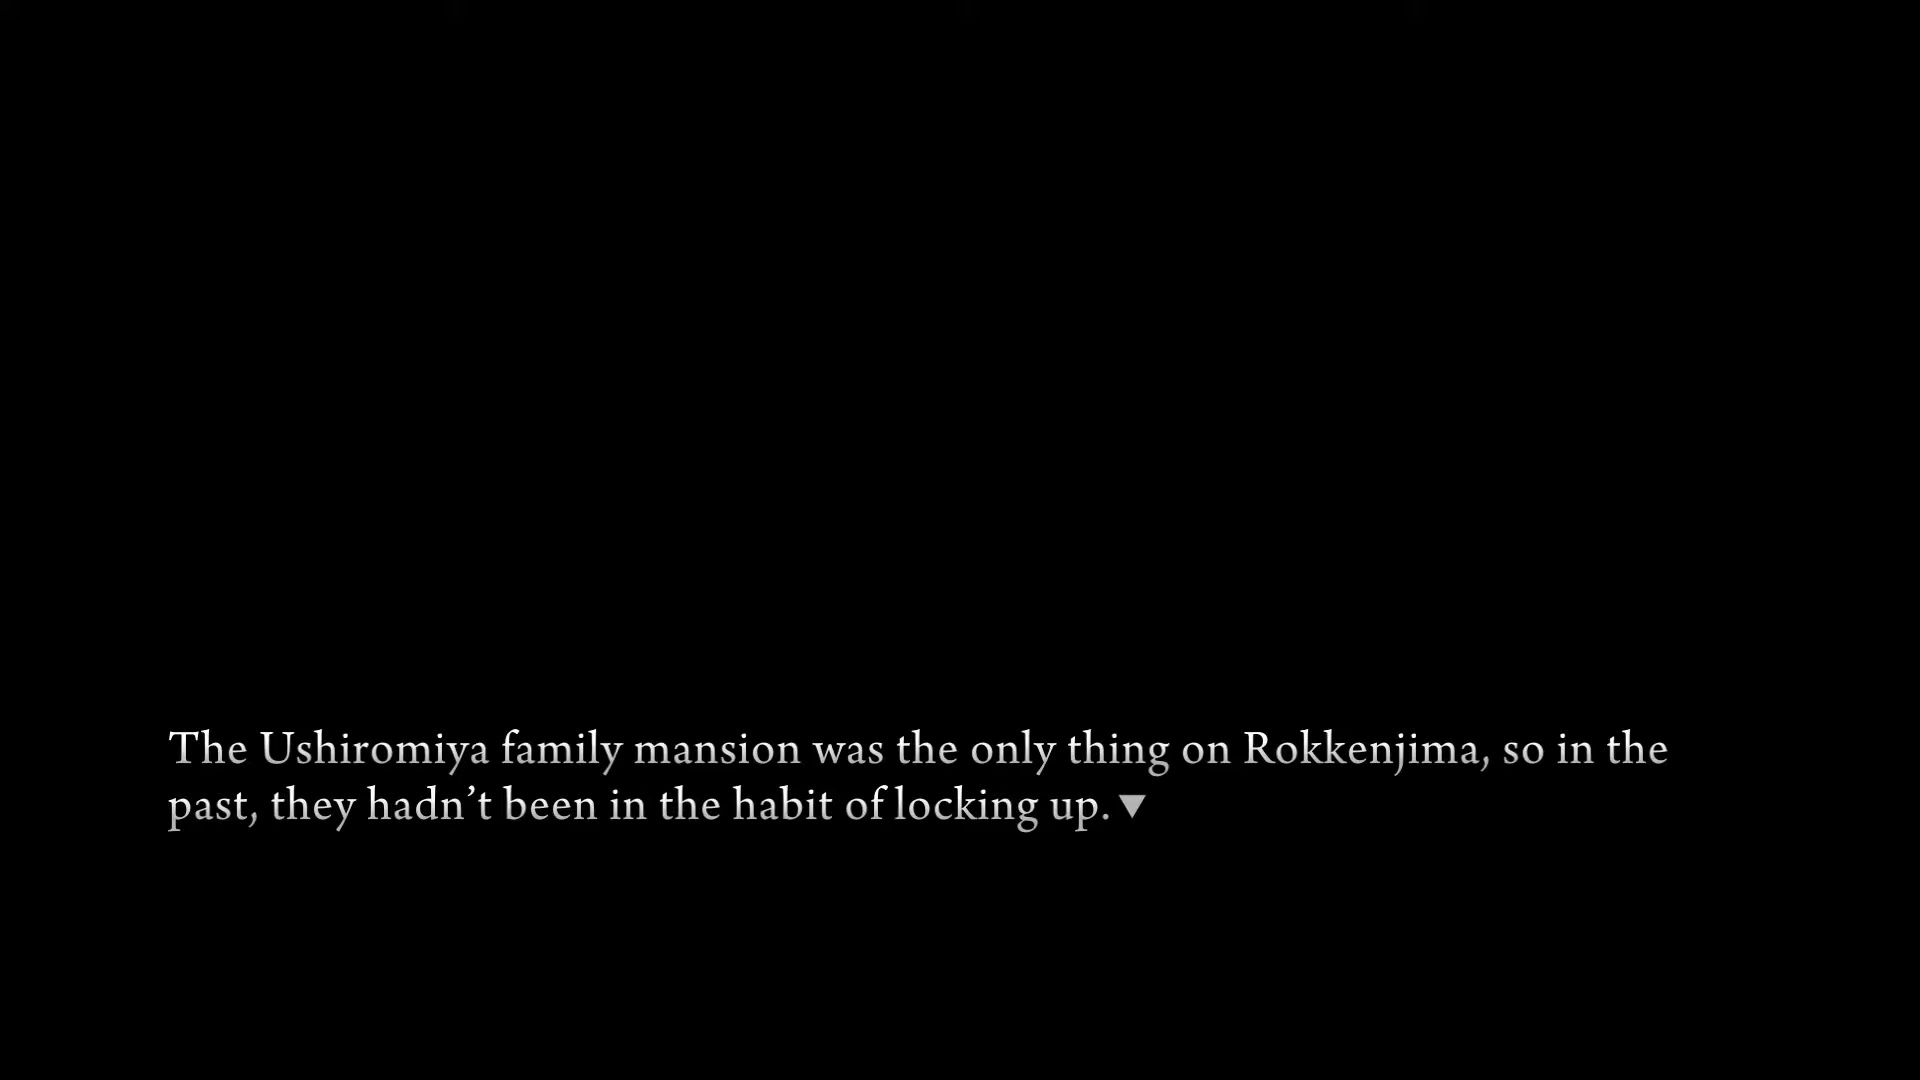 The Ushiromiya family mansion was the only thing on Rokkenjima, so in the
past, they hadn’t been in the habit of locking up.